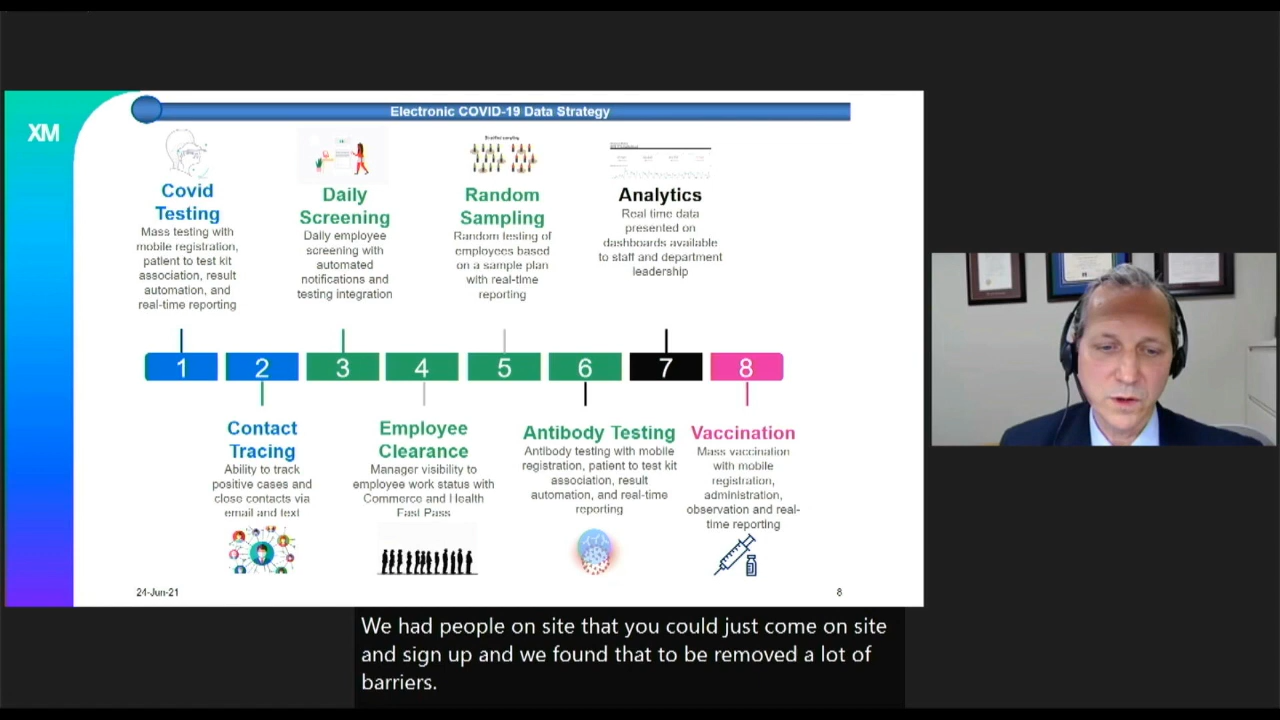 XM
Electronic COVID-19 Data Strategy
Stratified sampling
Covid
Testing
Mass testing with
mobile registration,
patient to test kit
association, result
automation, and
real-time reporting
Daily
Screening
Daily employee
screening with
automated
notifications and
testing integration
Random
Sampling
Random testing of
employees based
on a sample plan
with real-time
reporting
Analytics
Real time data
presented on
dashboards available
to staff and department
leadership
1 2 3 4 5 6 7 8
Contact
Tracing
Ability to track
positive cases and
close contacts via
email and text
Employee
Clearance
Manager visibility to
employee work status with
Commerce and Health
Fast Pass
Antibody Testing
Antibody testing with mobile
registration, patient to test kit
association, result
automation, and real-time
reporting
Vaccination
Mass vaccination
with mobile
registration,
administration,
observation and real-
time reporting
24-Jun-21
8
We had people on site that you could just come on site
and sign up and we found that to be removed a lot of
barriers.